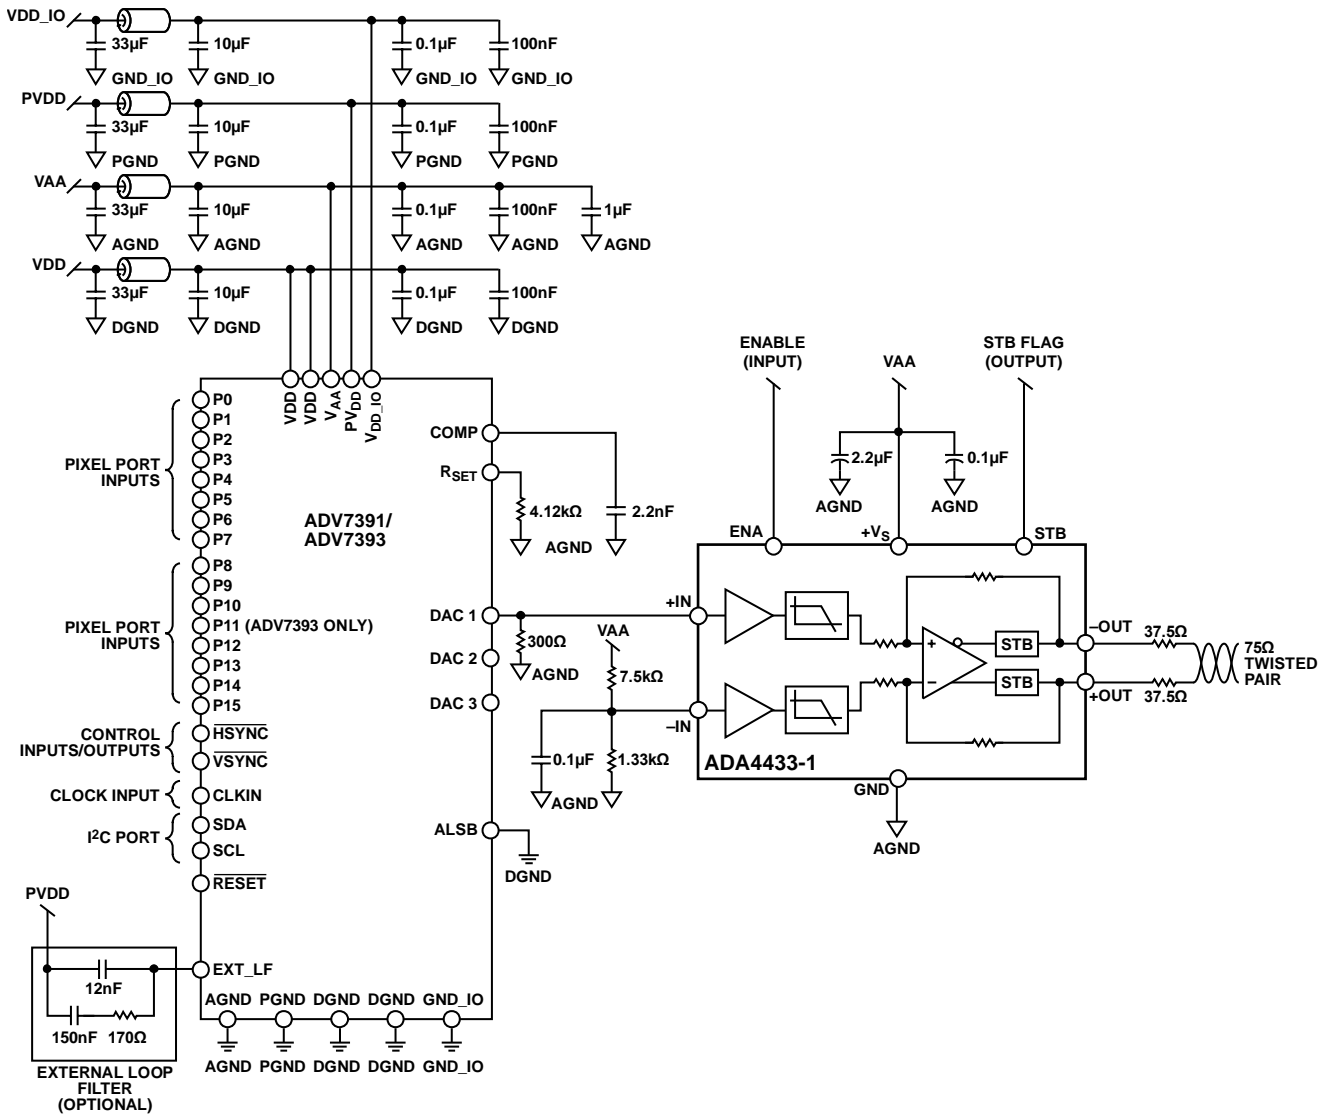 VDD_IO
33µF
10µF
0.1µF
100nF
GND_IO
GND_IO
GND_IO
GND_IO
PVDD
33µF
10µF
0.1µF
100nF
PGND
PGND
PGND
PGND
VAA
33µF
10µF
0.1µF
100nF
1µF
AGND
AGND
AGND
AGND
AGND
VDD
33µF
10µF
0.1µF
100nF
DGND
DGND
DGND
DGND
VDD
VDD
VAA
PVDD
VDD_IO
PIXEL PORT
INPUTS
P0
P1
P2
P3
P4
P5
P6
P7
PIXEL PORT
INPUTS
P8
P9
P10
P11 (ADV7393 ONLY)
P12
P13
P14
P15
CONTROL
INPUTS/OUTPUTS
HSYNC
VSYNC
CLOCK INPUT
CLKIN
I2C PORT
SDA
SCL
RESET
PVDD
EXT_LF
12nF
150nF
170Ω
EXTERNAL LOOP
FILTER
(OPTIONAL)
ADV7391/
ADV7393
COMP
RSET
DAC 1
DAC 2
DAC 3
ALSB
DGND
AGND
PGND
DGND
DGND
GND_IO
AGND
PGND
DGND
DGND
GND_IO
4.12kΩ
AGND
2.2nF
300Ω
AGND
VAA
7.5kΩ
0.1µF
1.33kΩ
AGND
ENABLE
(INPUT)
VAA
STB FLAG
(OUTPUT)
2.2µF
0.1µF
AGND
AGND
ENA
+VS
STB
+IN
–IN
+
–
STB
STB
–OUT
+OUT
37.5Ω
37.5Ω
75Ω
TWISTED
PAIR
ADA4433-1
GND
AGND